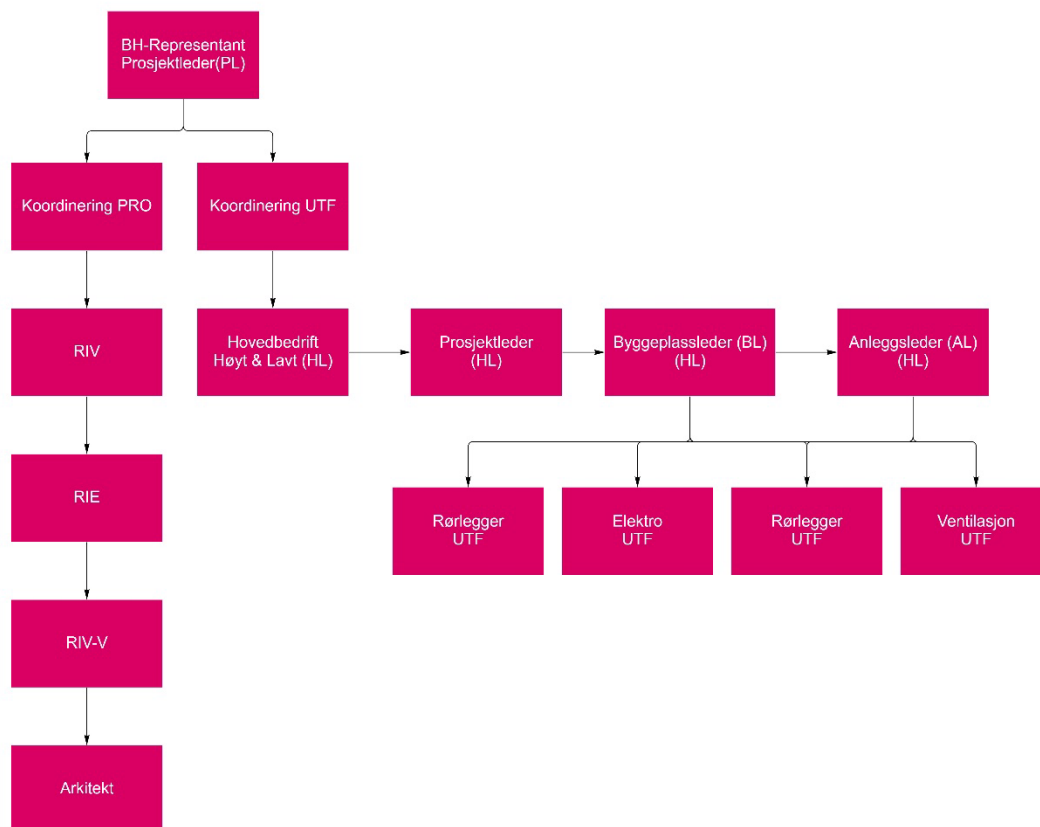 BH-Representant
Prosjektleder(PL)
Koordinering PRO
Koordinering UTF
RIV
Hovedbedrift
Høyt & Lavt (HL)
Prosjektleder
(HL)
Byggeplassleder (BL)
(HL)
Anleggsleder (AL)
(HL)
RIE
Rørlegger
UTF
Elektro
UTF
Rørlegger
UTF
Ventilasjon
UTF
RIV-V
Arkitekt